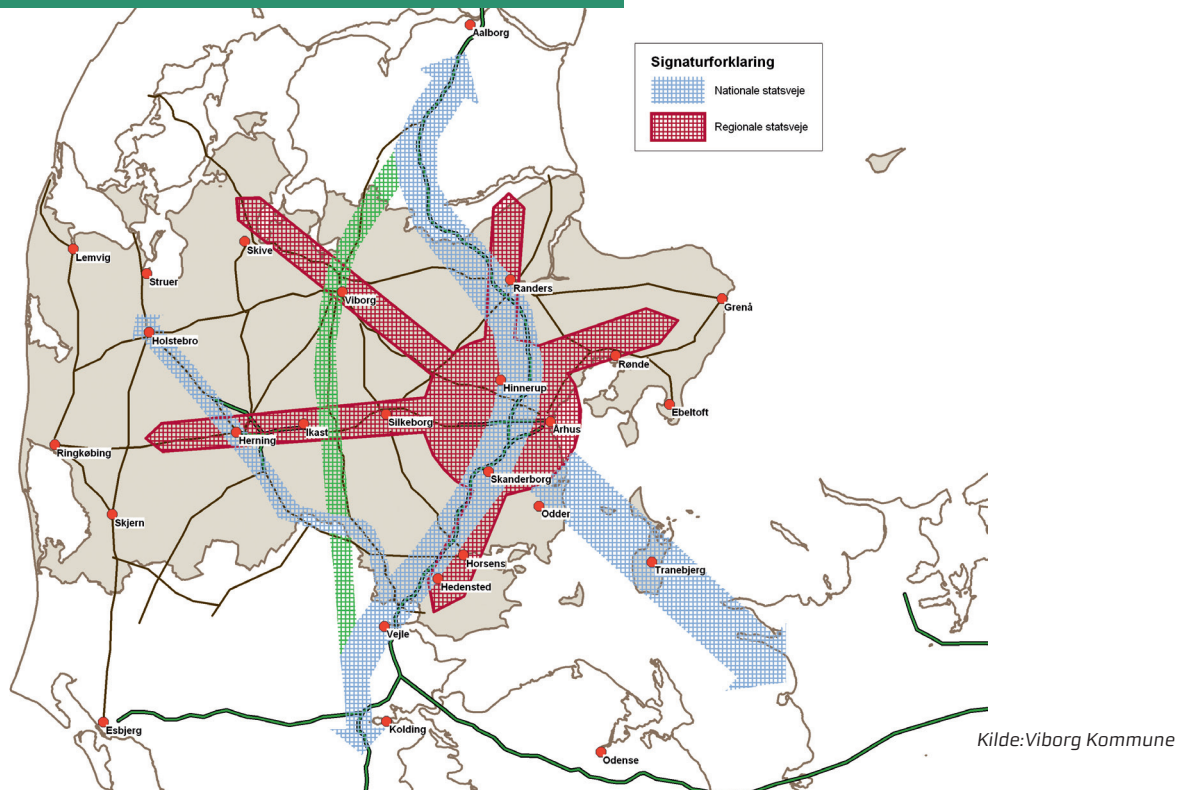 Aalborg
Signaturforklaring
Nationale statsveje
Regionale statsveje
Skive
Lemvig
Struer
Randers
Viborg
Grenå
Holstebro
Rønde
Hinnerup
Ebeltoft
Silkeborg
Århus
Ikast
Herning
Ringkøbing
Skanderborg
Odder
Skjern
Horsens
Tranebjerg
Hedensted
Vejle
Esbjerg
Kolding
Kilde:Viborg Kommune
Odense